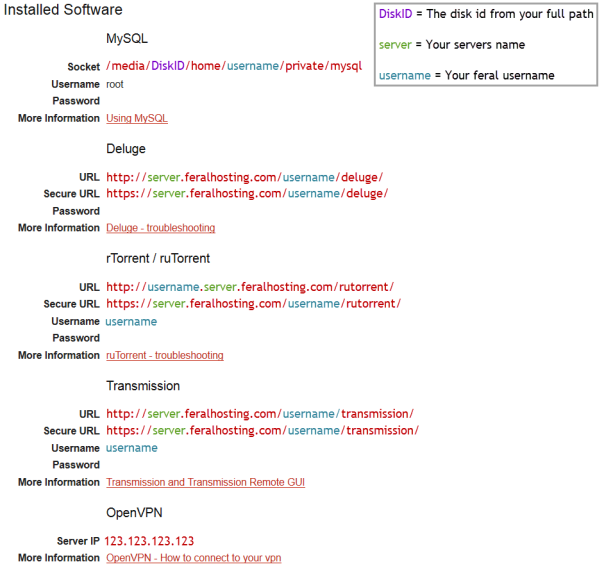 Installed Software
DiskID = The disk id from your full path
server = Your servers name
username = Your feral username
MySQL
Socket /media/DiskID/home/username/private/mysql
Username root
Password
More Information Using MySQL
Deluge
URL http://server.feralhosting.com/username/deluge/
Secure URL https://server.feralhosting.com/username/deluge/
Password
More Information Deluge - troubleshooting
rTorrent / ruTorrent
URL http://username.server.feralhosting.com/rutorrent/
Secure URL https://server.feralhosting.com/username/rutorrent/
Username username
Password
More Information ruTorrent - troubleshooting
Transmission
URL http://server.feralhosting.com/username/transmission/
Secure URL https://server.feralhosting.com/username/transmission/
Username username
Password
More Information Transmission and Transmission Remote GUI
OpenVPN
Server IP 123.123.123.123
More Information OpenVPN - How to connect to your vpn